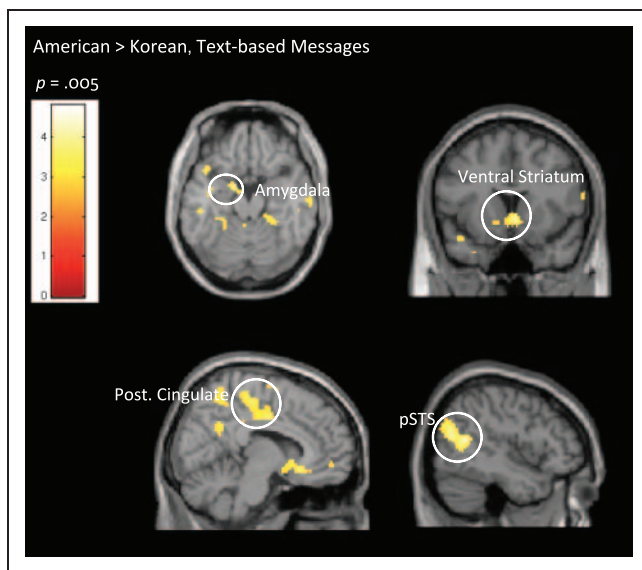 American > Korean, Text-based Messages
p = .005
4
3
2
1
0
Amygdala
Ventral Striatum
Post. Cingulate
pSTS